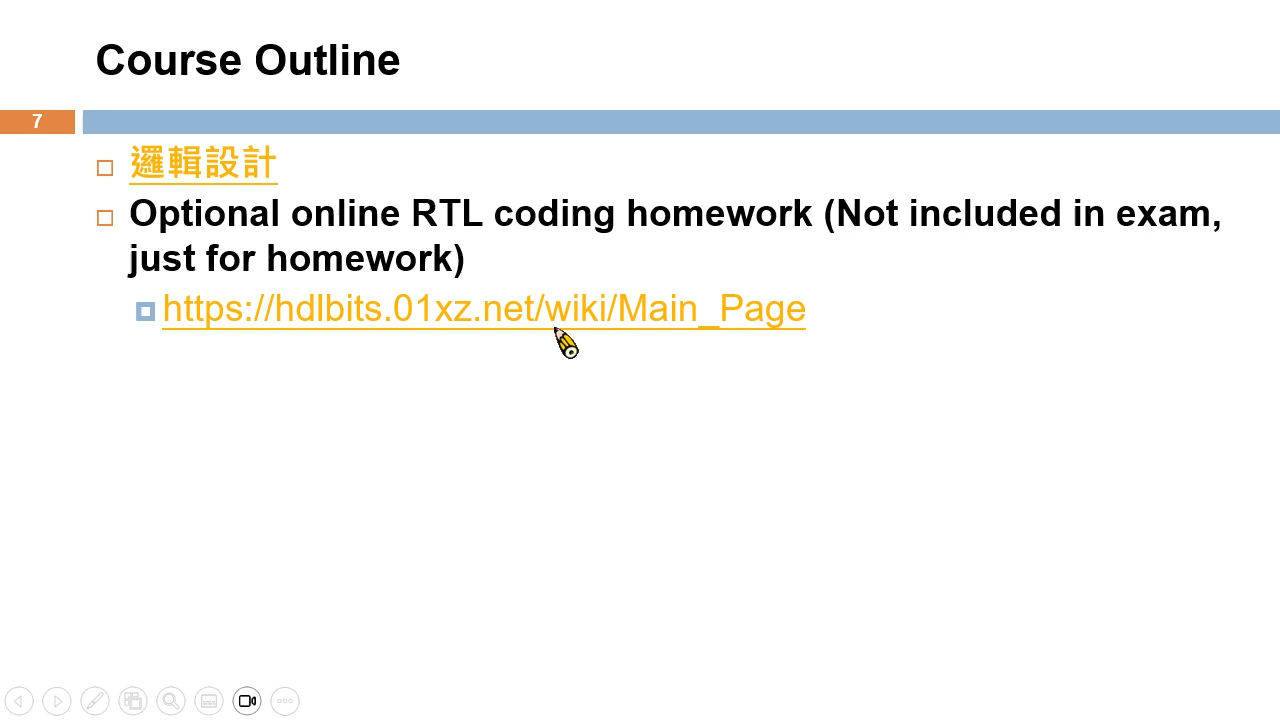 Course Outline
7
邏輯設計
Optional online RTL coding homework (Not included in exam,
just for homework)
https://hdlbits.01xz.net/wiki/Main_Page